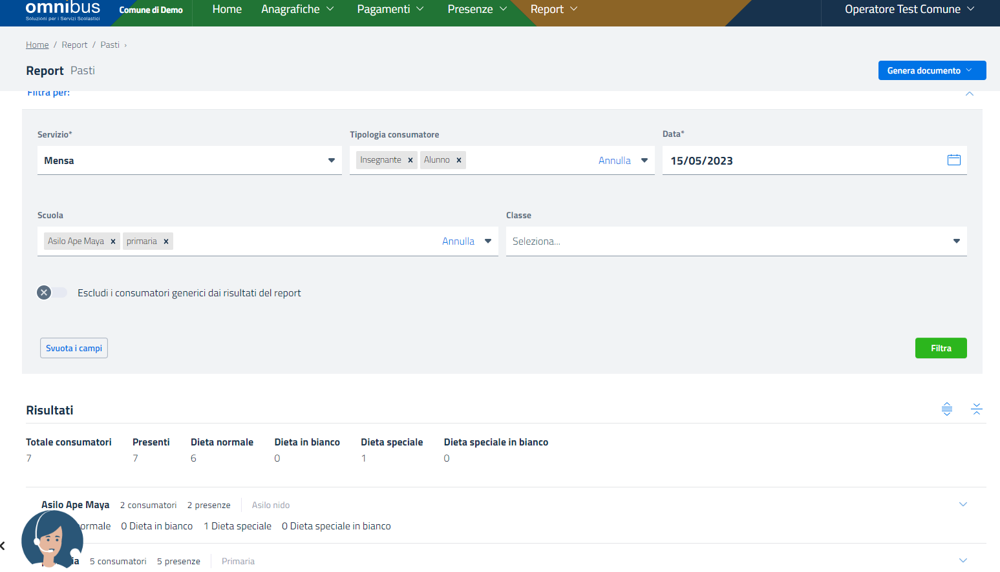 omnibus
Soluzioni per i Servizi Scolastici
Comune di Demo
Home
Anagrafiche
Pagamenti
Presenze
Report
Operatore Test Comune
Home / Report / Pasti ›
Report Pasti
Genera documento
Filtra per:
Servizio*
Tipologia consumatore
Data*
Mensa
Insegnante x Alunno x
Annulla
15/05/2023
Scuola
Classe
Asilo Ape Maya x primaria x
Annulla
Seleziona...
Escludi i consumatori generici dai risultati del report
Svuota i campi
Filtra
Risultati
Totale consumatori Presenti Dieta normale Dieta in bianco Dieta speciale Dieta speciale in bianco
7 7 6 0 1 0
Asilo Ape Maya 2 consumatori 2 presenze Asilo nido
ormale 0 Dieta in bianco 1 Dieta speciale 0 Dieta speciale in bianco
ia 5 consumatori 5 presenze Primaria